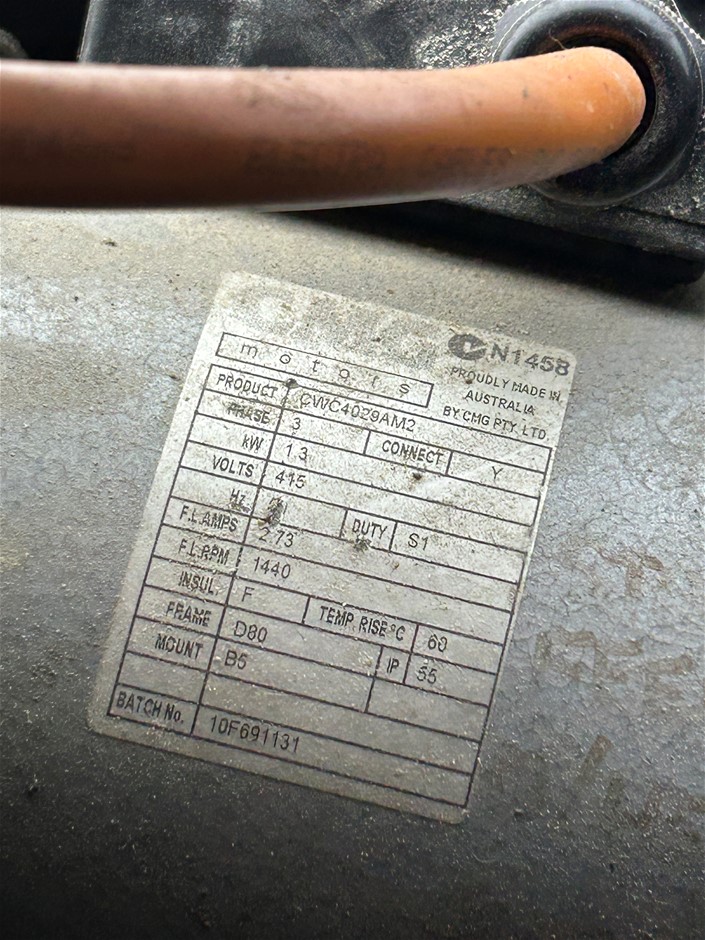 N1458
motors
PROUDLY MADE IN
AUSTRALIA
BY CMG PTY. LTD.
PRODUCT CWC4029AM2
PHASE 3 CONNECT Y
kW 1.3
VOLTS 415
Hz DUTY S1
F.L.AMPS 2.73
F.L.RPM 1440
INSUL. F TEMP RISE°C 60
FRAME D80
MOUNT B5 IP 55
BATCH No. 10F691131